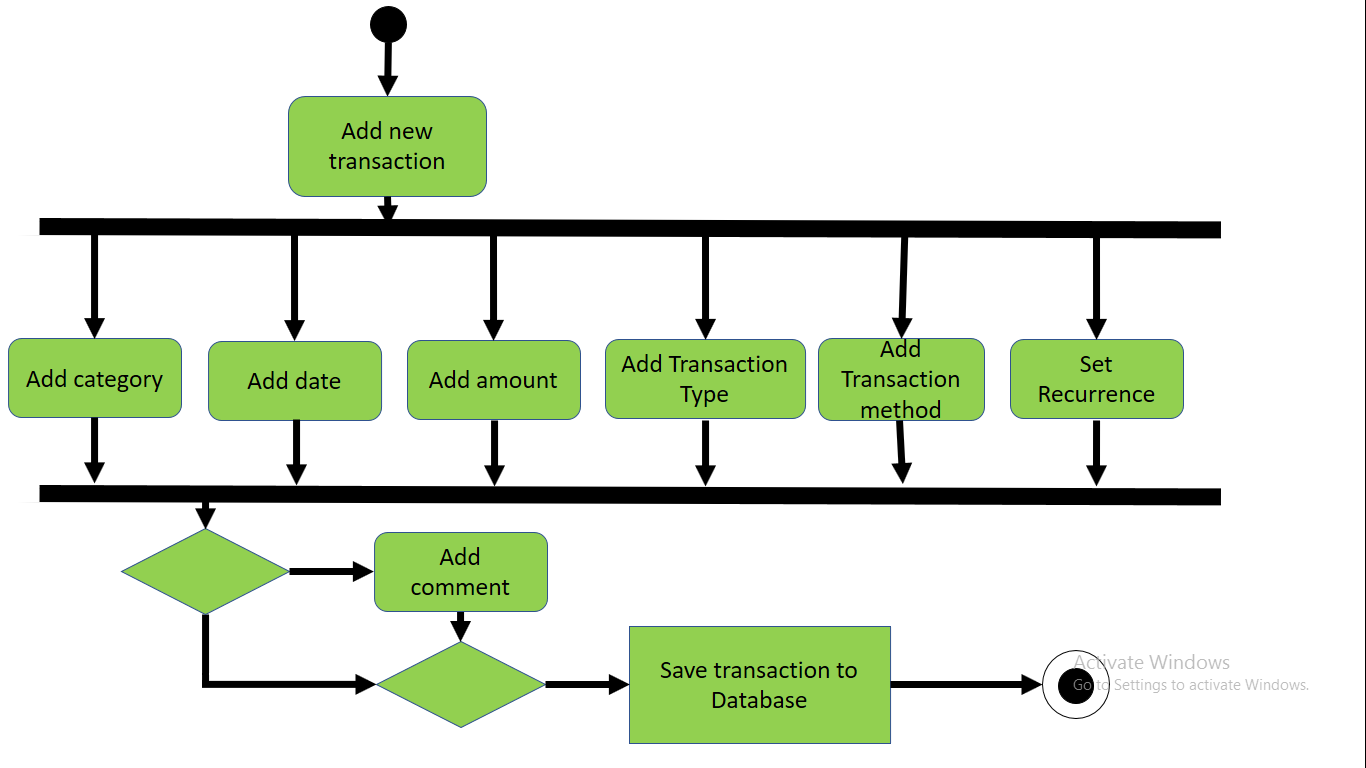 Add new
transaction
Add category
Add date
Add amount
Add Transaction
Type
Add
Transaction
method
Set
Recurrence
Add
comment
Save transaction to
Database
Activate Windows
Go to Settings to activate Windows.